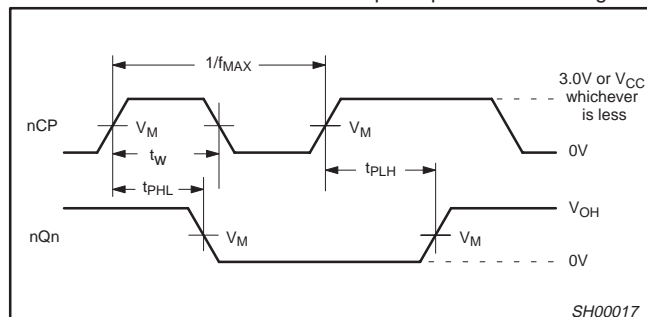 1/fMAX
3.0V or VCC
whichever
is less
nCP
VM
VM
0V
tW
tPHL
tPLH
VOH
nQn
VM
VM
0V
SH00017